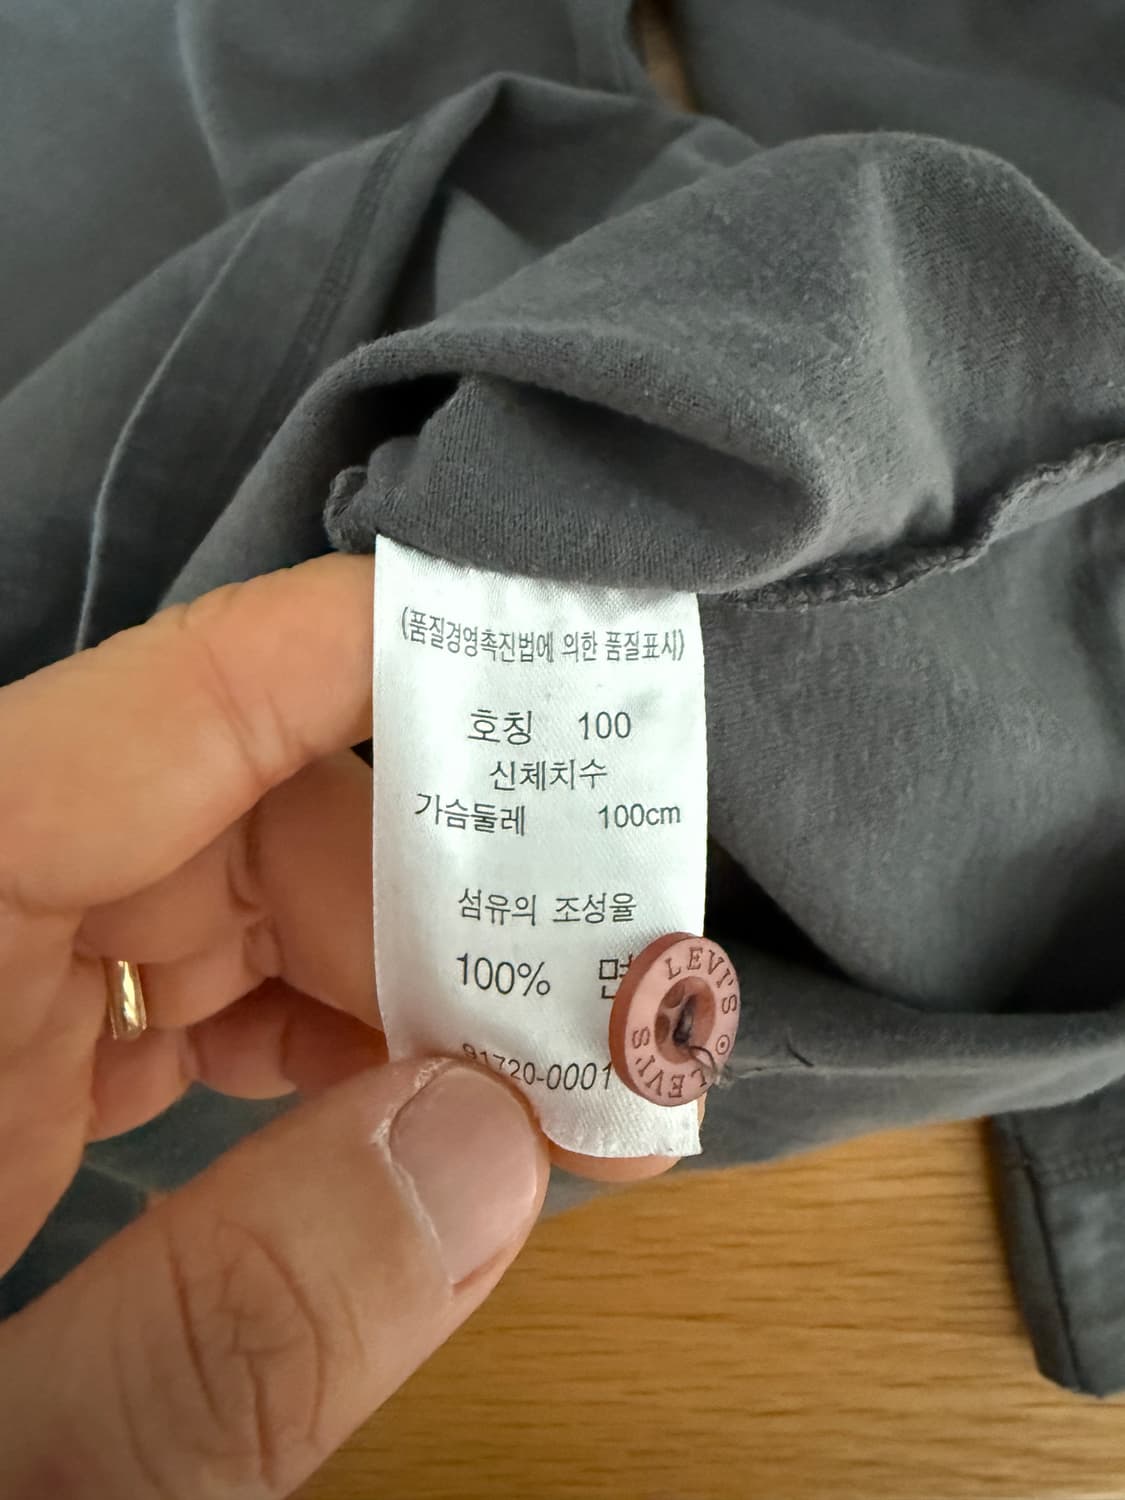 (품질경영촉진법에 의한 품질표시)
호칭 100
신체치수
가슴둘레 100cm
섬유의 조성율
100% 면
91720-0001
LEVI'S
LEVI'S